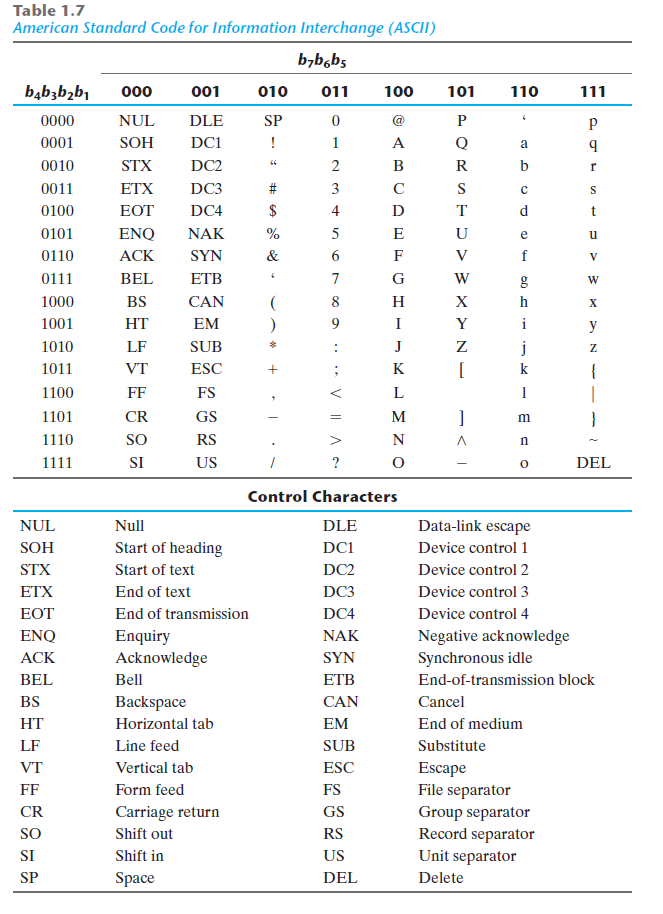 Table 1.7
American Standard Code for Information Interchange (ASCII)
b7b6b5
b4b3b2b1 000 001 010 011 100 101 110 111
0000 NUL DLE SP 0 @ P ‘ p
0001 SOH DC1 ! 1 A Q a q
0010 STX DC2 “ 2 B R b r
0011 ETX DC3 # 3 C S c s
0100 EOT DC4 $ 4 D T d t
0101 ENQ NAK % 5 E U e u
0110 ACK SYN & 6 F V f v
0111 BEL ETB ‘ 7 G W g w
1000 BS CAN ( 8 H X h x
1001 HT EM ) 9 I Y i y
1010 LF SUB * : J Z j z
1011 VT ESC + ; K [ k {
1100 FF FS , < L l |
1101 CR GS – = M ] m }
1110 SO RS . > N ^ n ~
1111 SI US / ? O – o DEL
Control Characters
NUL Null DLE Data-link escape
SOH Start of heading DC1 Device control 1
STX Start of text DC2 Device control 2
ETX End of text DC3 Device control 3
EOT End of transmission DC4 Device control 4
ENQ Enquiry NAK Negative acknowledge
ACK Acknowledge SYN Synchronous idle
BEL Bell ETB End-of-transmission block
BS Backspace CAN Cancel
HT Horizontal tab EM End of medium
LF Line feed SUB Substitute
VT Vertical tab ESC Escape
FF Form feed FS File separator
CR Carriage return GS Group separator
SO Shift out RS Record separator
SI Shift in US Unit separator
SP Space DEL Delete